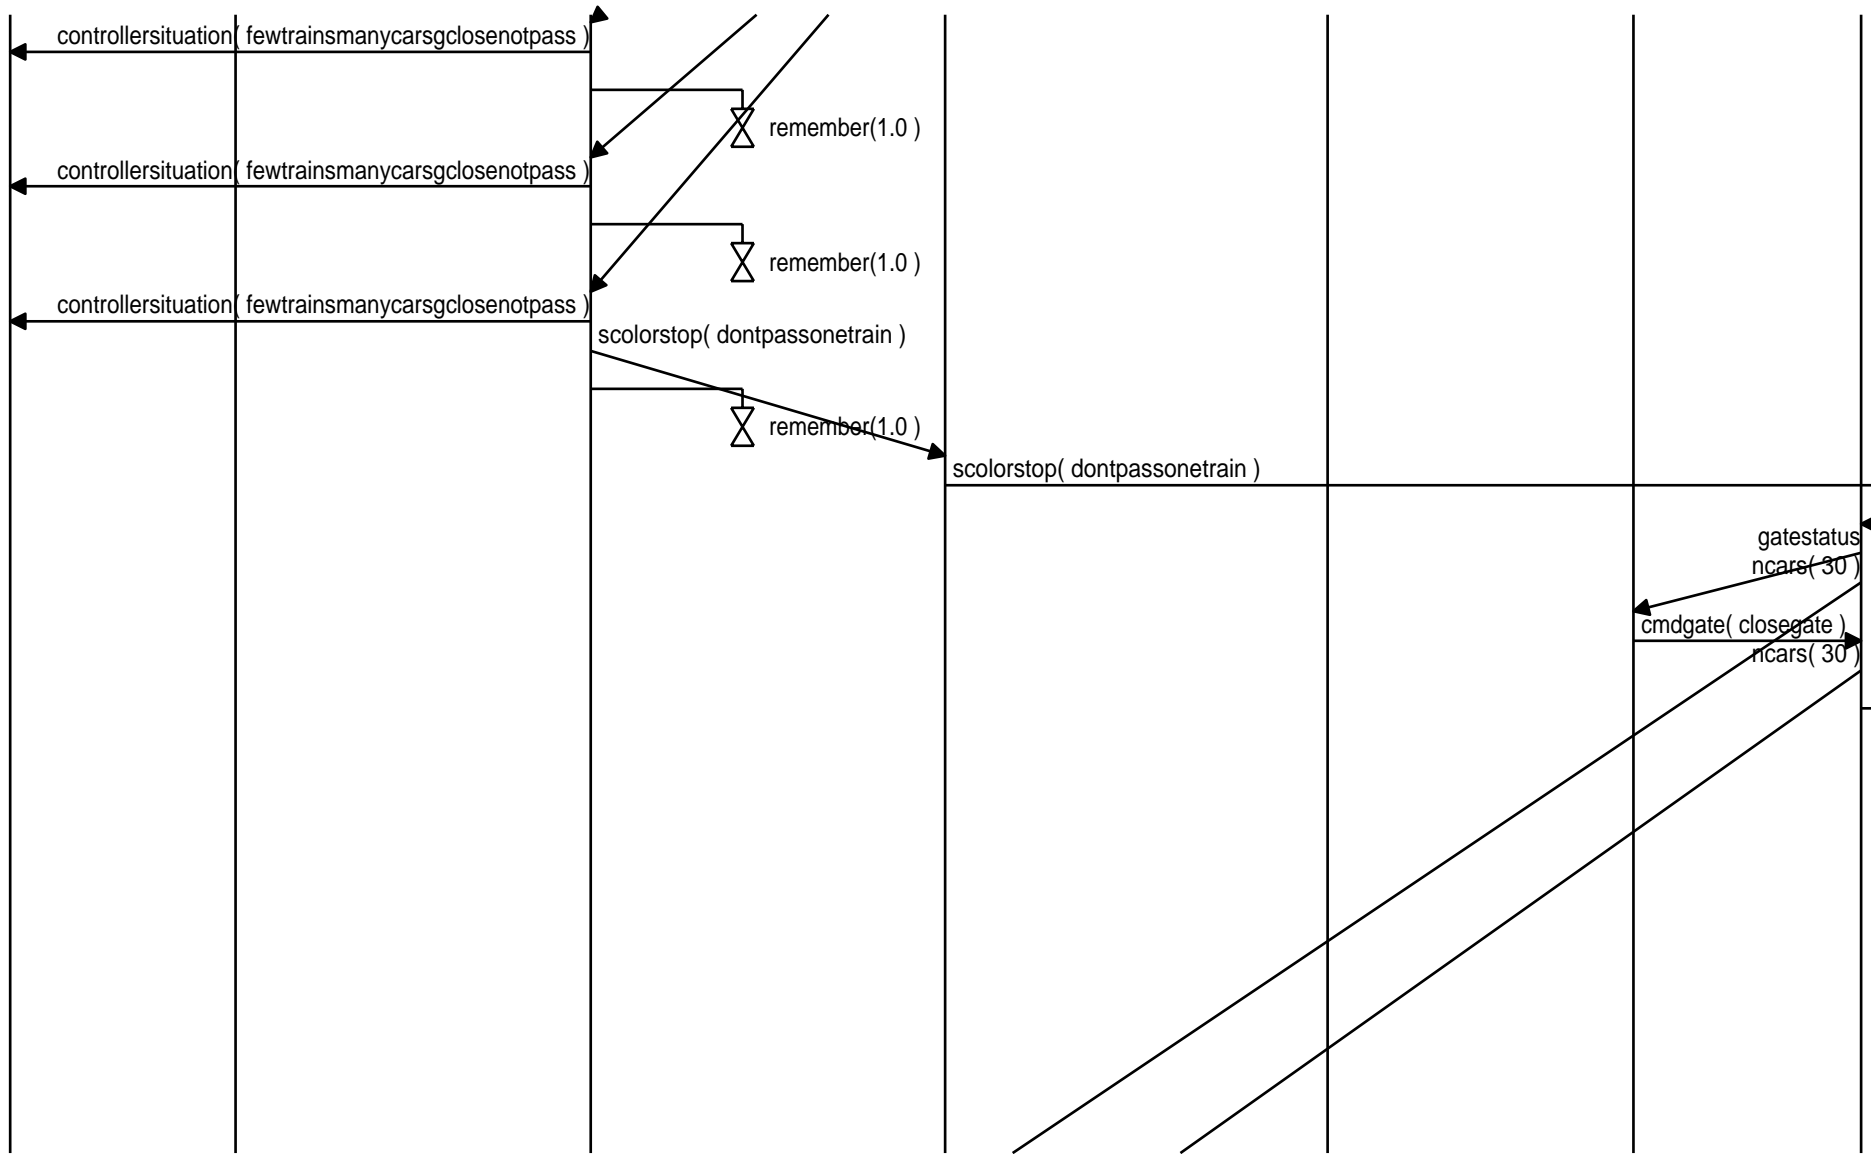 controllersituation( fewtrainsmanycarsgclosenotpass )
remember(1.0 )
controllersituation( fewtrainsmanycarsgclosenotpass )
remember(1.0 )
controllersituation( fewtrainsmanycarsgclosenotpass )
scolorstop( dontpassonetrain )
remember(1.0 )
scolorstop( dontpassonetrain )
gatestatus
ncars( 30 )
cmdgate( closegate )
ncars( 30 )